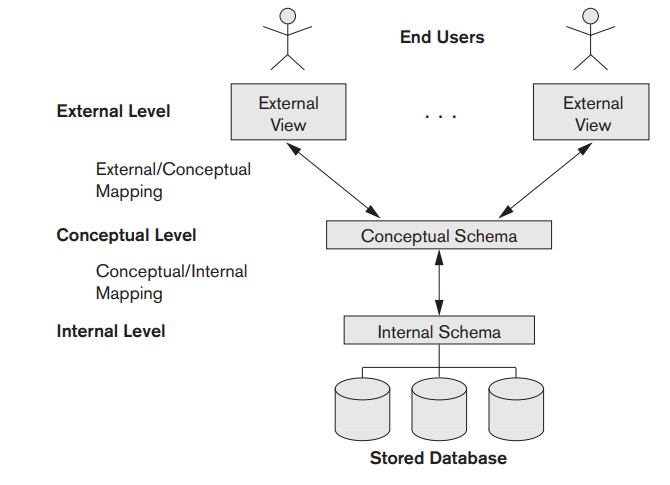 End Users
External Level
External
View
. . .
External
View
External/Conceptual
Mapping
Conceptual Level
Conceptual Schema
Conceptual/Internal
Mapping
Internal Level
Internal Schema
Stored Database